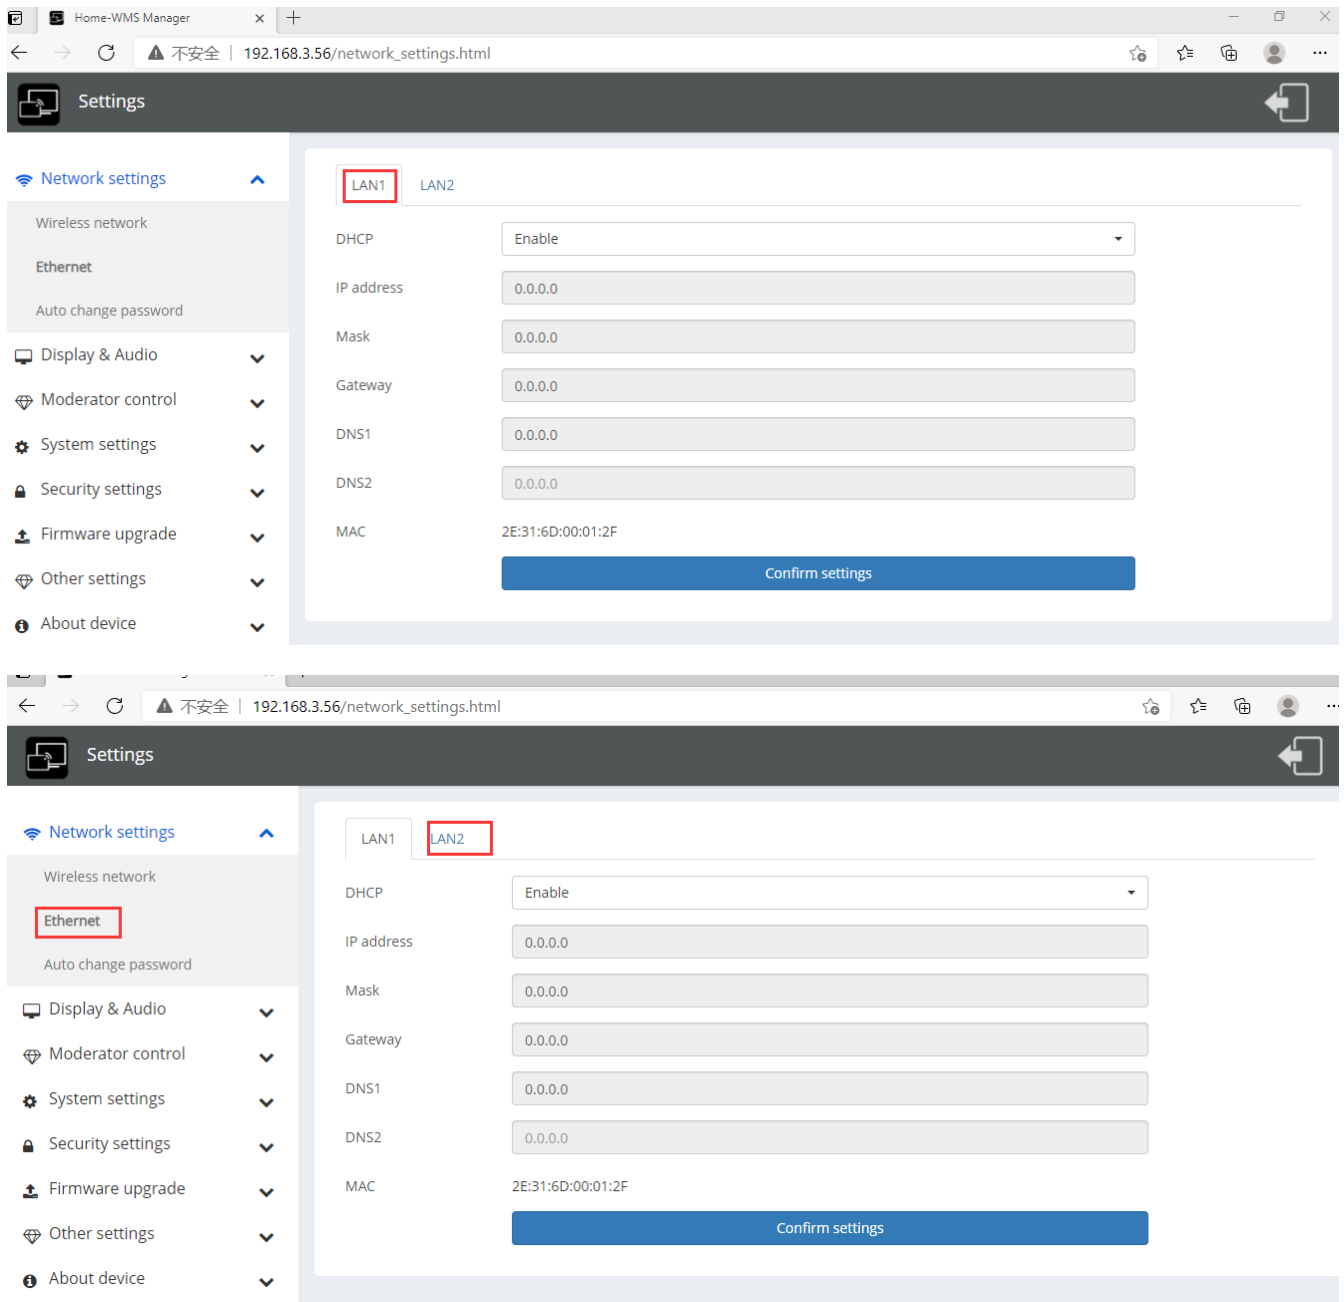 Home-WMS Manager
不安全 192.168.3.56/network_settings.html
Settings
Network settings
Wireless network
Ethernet
Auto change password
Display & Audio
Moderator control
System settings
Security settings
Firmware upgrade
Other settings
About device
LAN1 LAN2
DHCP Enable
IP address 0.0.0.0
Mask 0.0.0.0
Gateway 0.0.0.0
DNS1 0.0.0.0
DNS2 0.0.0.0
MAC 2E:31:6D:00:01:2F
Confirm settings
不安全 192.168.3.56/network_settings.html
Settings
Network settings
Wireless network
Ethernet
Auto change password
Display & Audio
Moderator control
System settings
Security settings
Firmware upgrade
Other settings
About device
LAN1 LAN2
DHCP Enable
IP address 0.0.0.0
Mask 0.0.0.0
Gateway 0.0.0.0
DNS1 0.0.0.0
DNS2 0.0.0.0
MAC 2E:31:6D:00:01:2F
Confirm settings